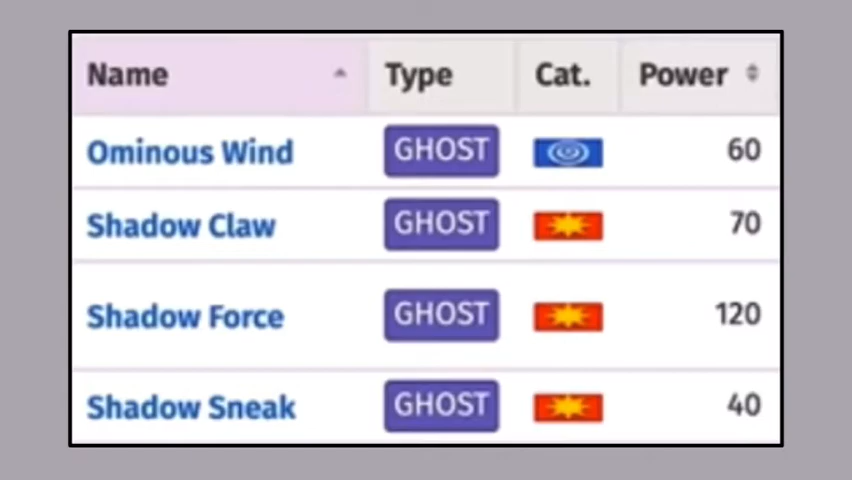 Name Type Cat. Power
Ominous Wind GHOST 60
Shadow Claw GHOST 70
Shadow Force GHOST 120
Shadow Sneak GHOST 40